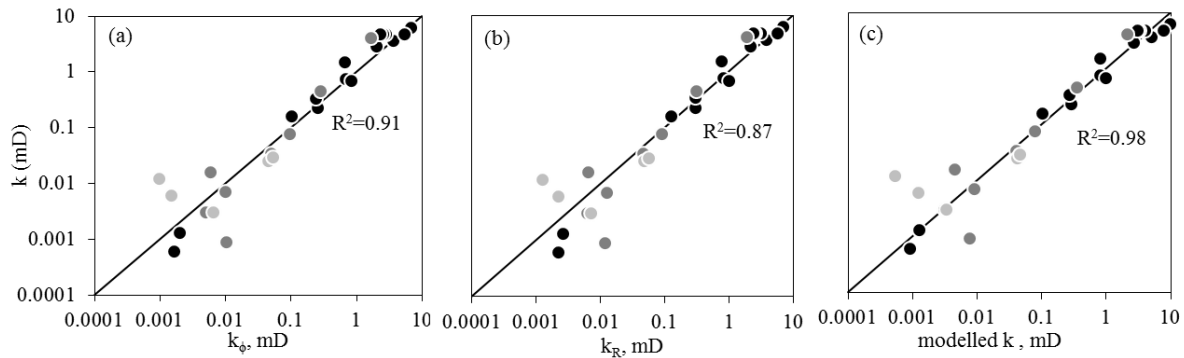 (a)
10
1
0.1
0.01
0.001
0.0001
k (mD)
R²=0.91
0.0001 0.001 0.01 0.1 1 10
kϕ, mD
(b)
R²=0.87
0.0001 0.001 0.01 0.1 1 10
kR, mD
(c)
R²=0.98
0.0001 0.001 0.01 0.1 1 10
modelled k , mD